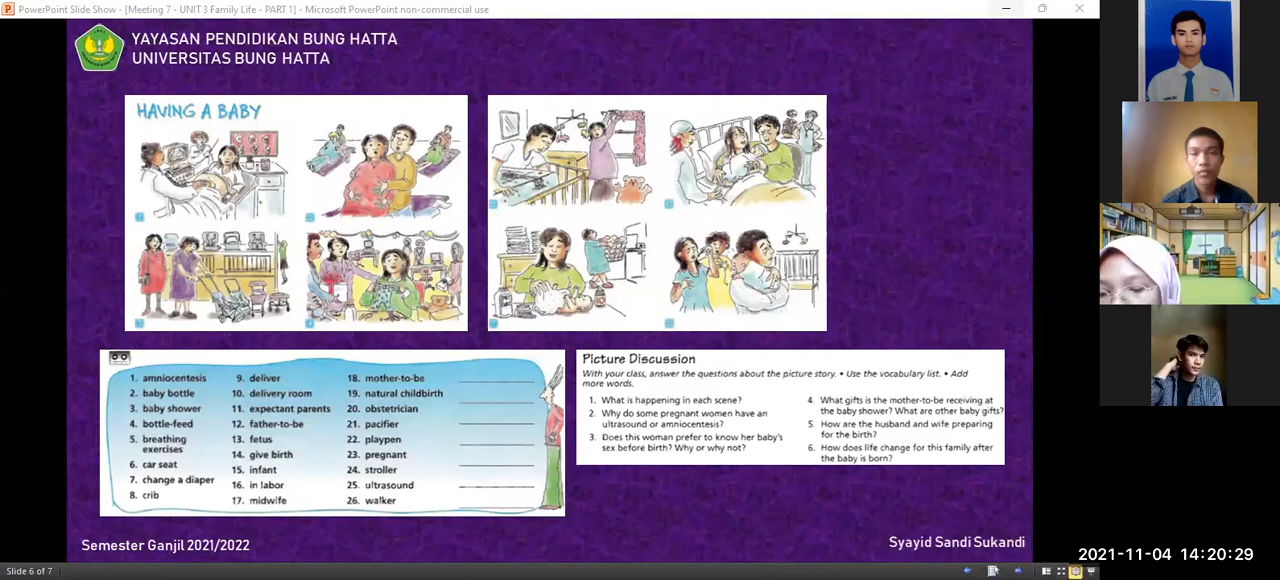 PowerPoint Slide Show - [Meeting 7 - UNIT 3 Family Life - PART 1] - Microsoft PowerPoint non-commercial use
YAYASAN PENDIDIKAN BUNG HATTA
UNIVERSITAS BUNG HATTA
HAVING A BABY
1. amniocentesis
2. baby bottle
3. baby shower
4. bottle-feed
5. breathing
exercises
6. car seat
7. change a diaper
8. crib
9. deliver
10. delivery room
11. expectant parents
12. father-to-be
13. fetus
14. give birth
15. infant
16. in labor
17. midwife
18. mother-to-be
19. natural childbirth
20. obstetrician
21. pacifier
22. playpen
23. pregnant
24. stroller
25. ultrasound
26. walker
Picture Discussion
With your class, answer the questions about the picture story. • Use the vocabulary list. • Add
more words.
1. What is happening in each scene?
2. Why do some pregnant women have an
ultrasound or amniocentesis?
3. Does this woman prefer to know her baby's
sex before birth? Why or why not?
4. What gifts is the mother-to-be receiving at
the baby shower? What are other baby gifts?
5. How are the husband and wife preparing
for the birth?
6. How does life change for this family after
the baby is born?
Semester Ganjil 2021/2022
Syayid Sandi Sukandi
2021-11-04 14:20:29
Slide 6 of 7